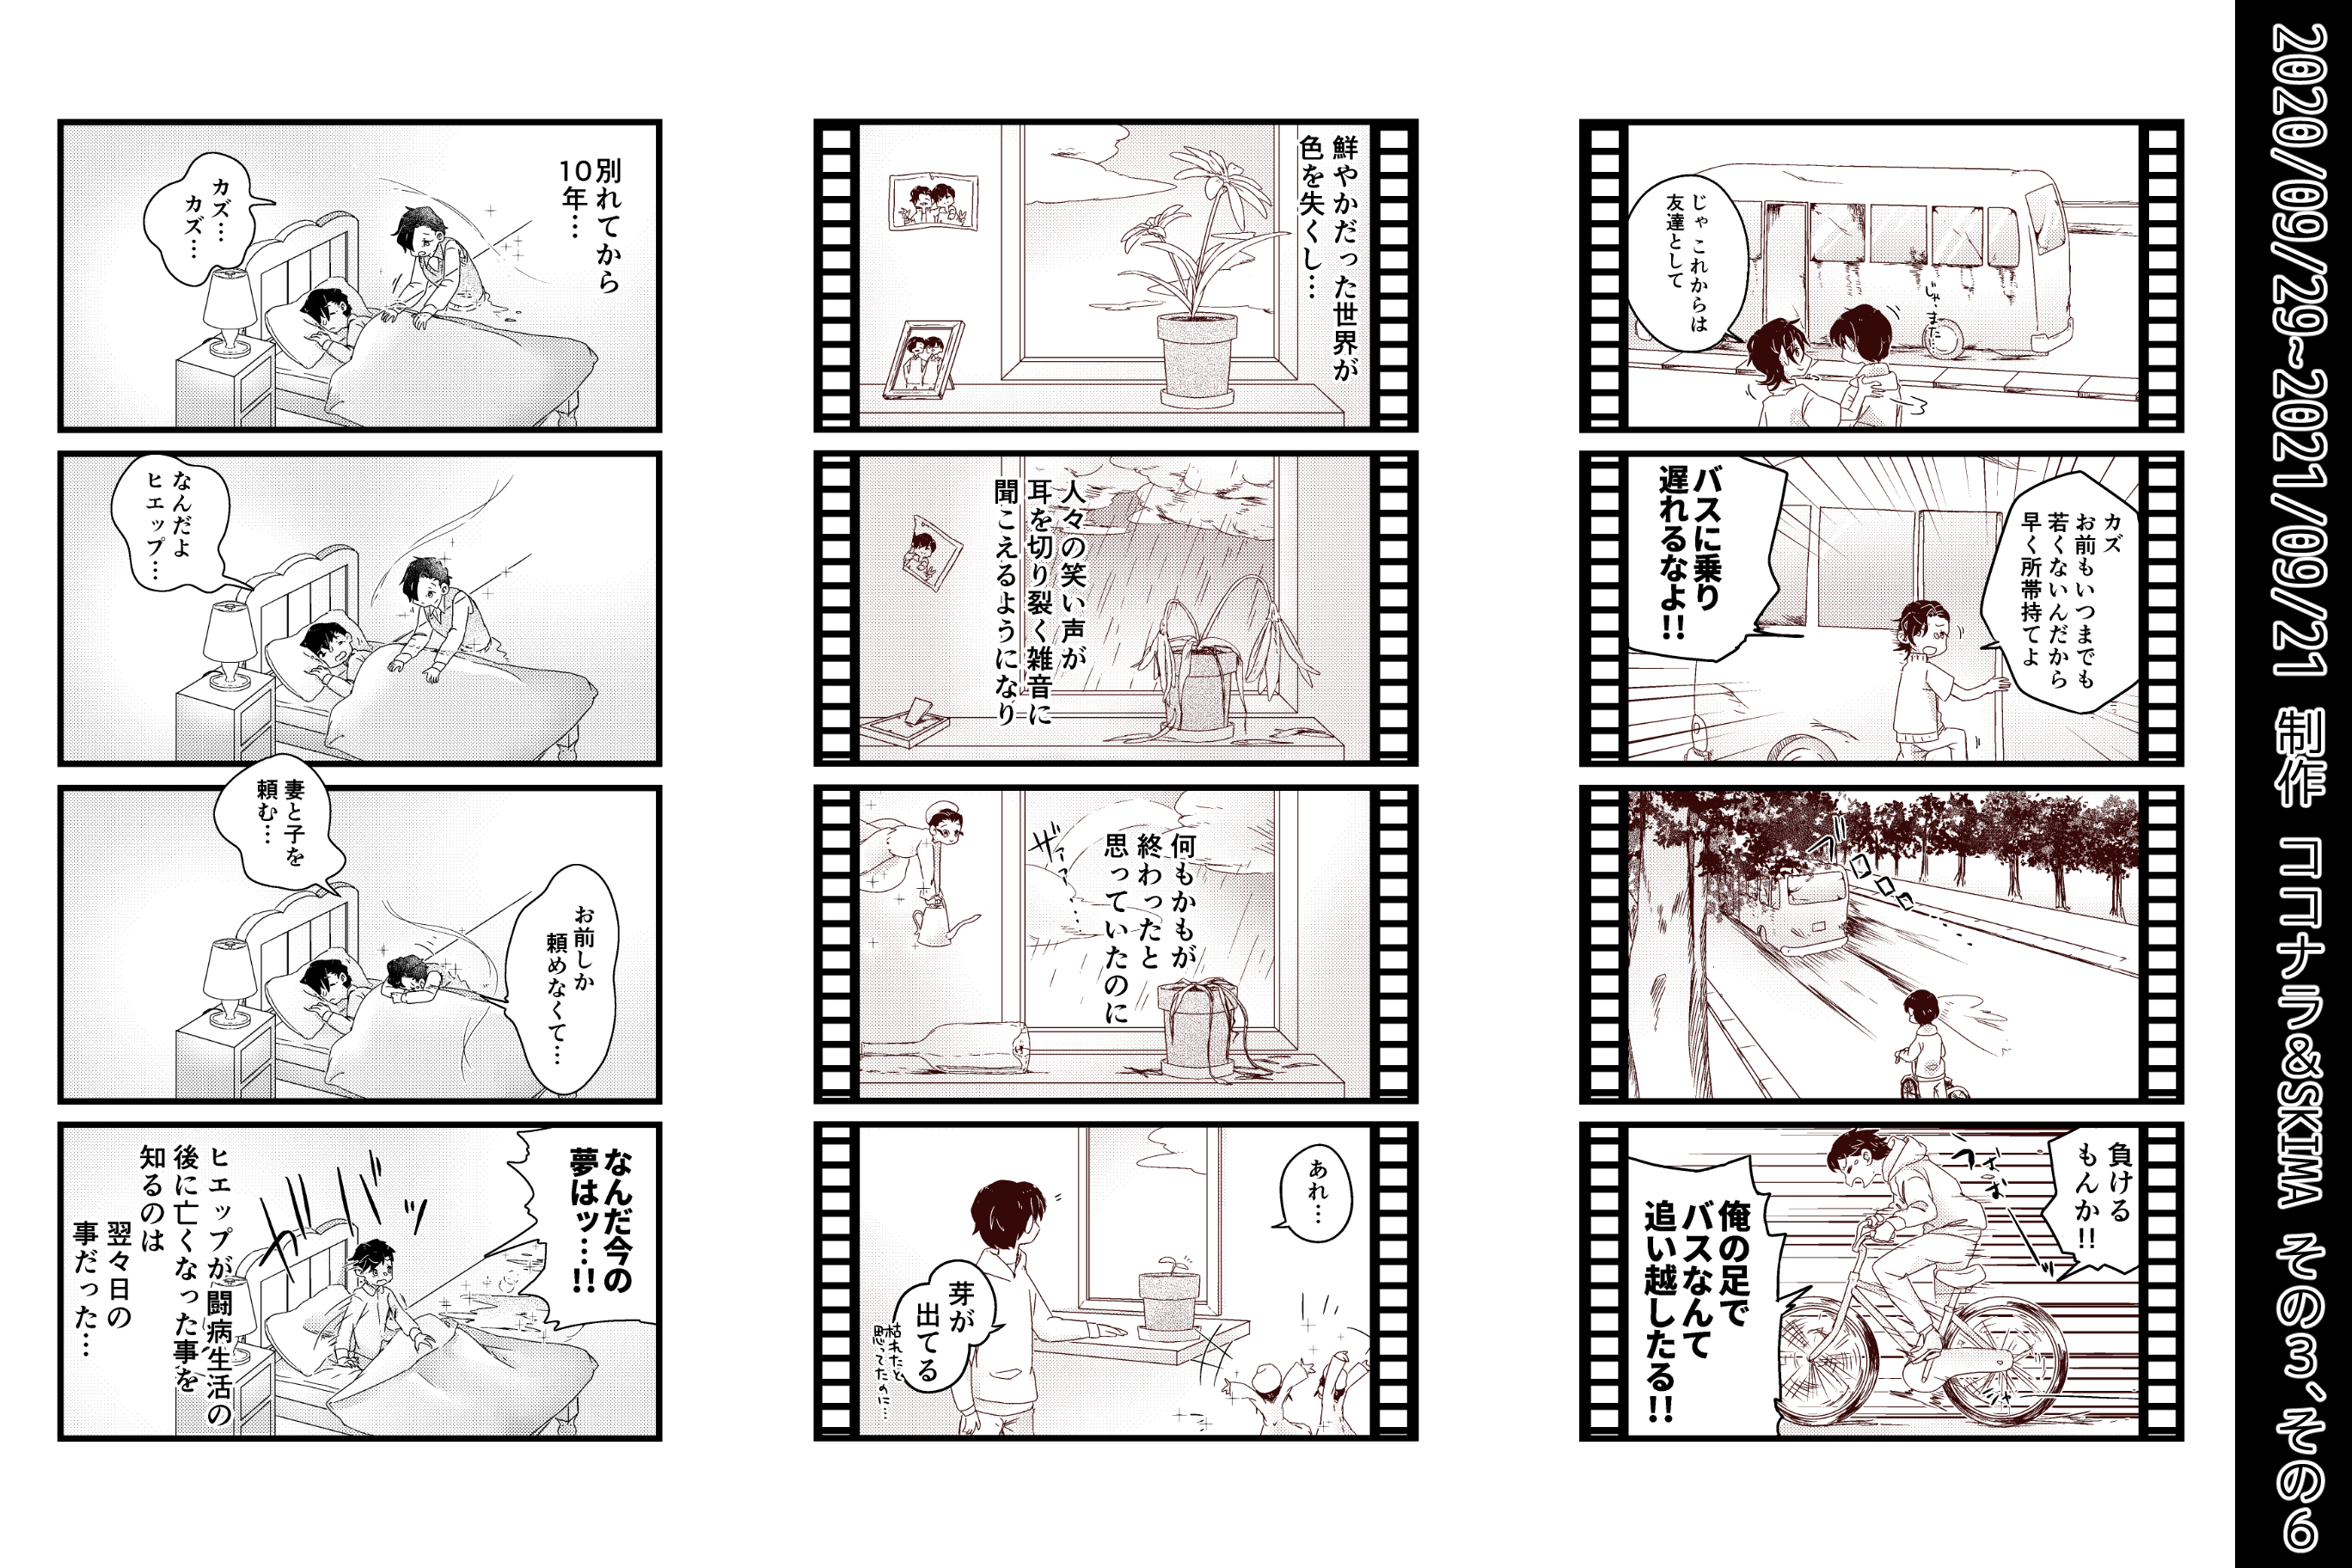 2020/09/29~2021/09/21 制作 ココナラ&SKIMA その3、その6
じゃ これからは
友達として
じゃ、また…
カズ
お前もいつまでも
若くないんだから
早く所帯持てよ
バスに乗り
遅れるなよ!!
ブロロロ…
負ける
もんか!!
うおおお
俺の足で
バスなんて
追い越したる!!
鮮やかだった世界が
色を失くし…
人々の笑い声が
耳を切り裂く雑音に
聞こえるようになり
何もかもが
終わったと
思っていたのに
ザアァァ…
あれ…
芽が
出てる
枯れたと
思ってたのに…
別れてから
10年…
カズ…
カズ…
なんだよ
ヒエップ…
妻と子を
頼む…
お前しか
頼めなくて…
なんだ今の
夢はッ…!!
ガバッ
ヒエップが闘病生活の
後に亡くなった事を
知るのは
翌々日の
事だった…